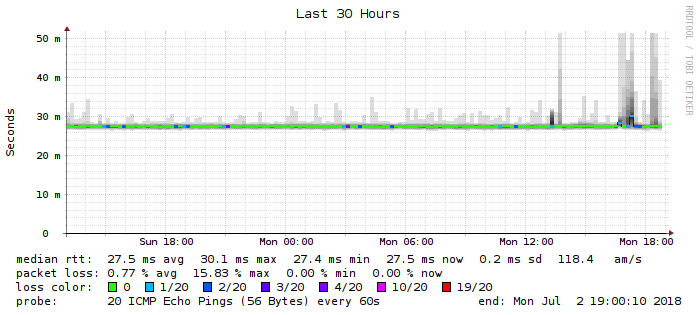 Last 30 Hours
RRDTOOL / TOBI OETIKER
Seconds
50 m
40 m
30 m
20 m
10 m
0
Sun 18:00 Mon 00:00 Mon 06:00 Mon 12:00 Mon 18:00
median rtt: 27.5 ms avg 30.1 ms max 27.4 ms min 27.5 ms now 0.2 ms sd 118.4 am/s
packet loss: 0.77 % avg 15.83 % max 0.00 % min 0.00 % now
loss color: 0 1/20 2/20 3/20 4/20 10/20 19/20
probe: 20 ICMP Echo Pings (56 Bytes) every 60s end: Mon Jul 2 19:00:10 2018